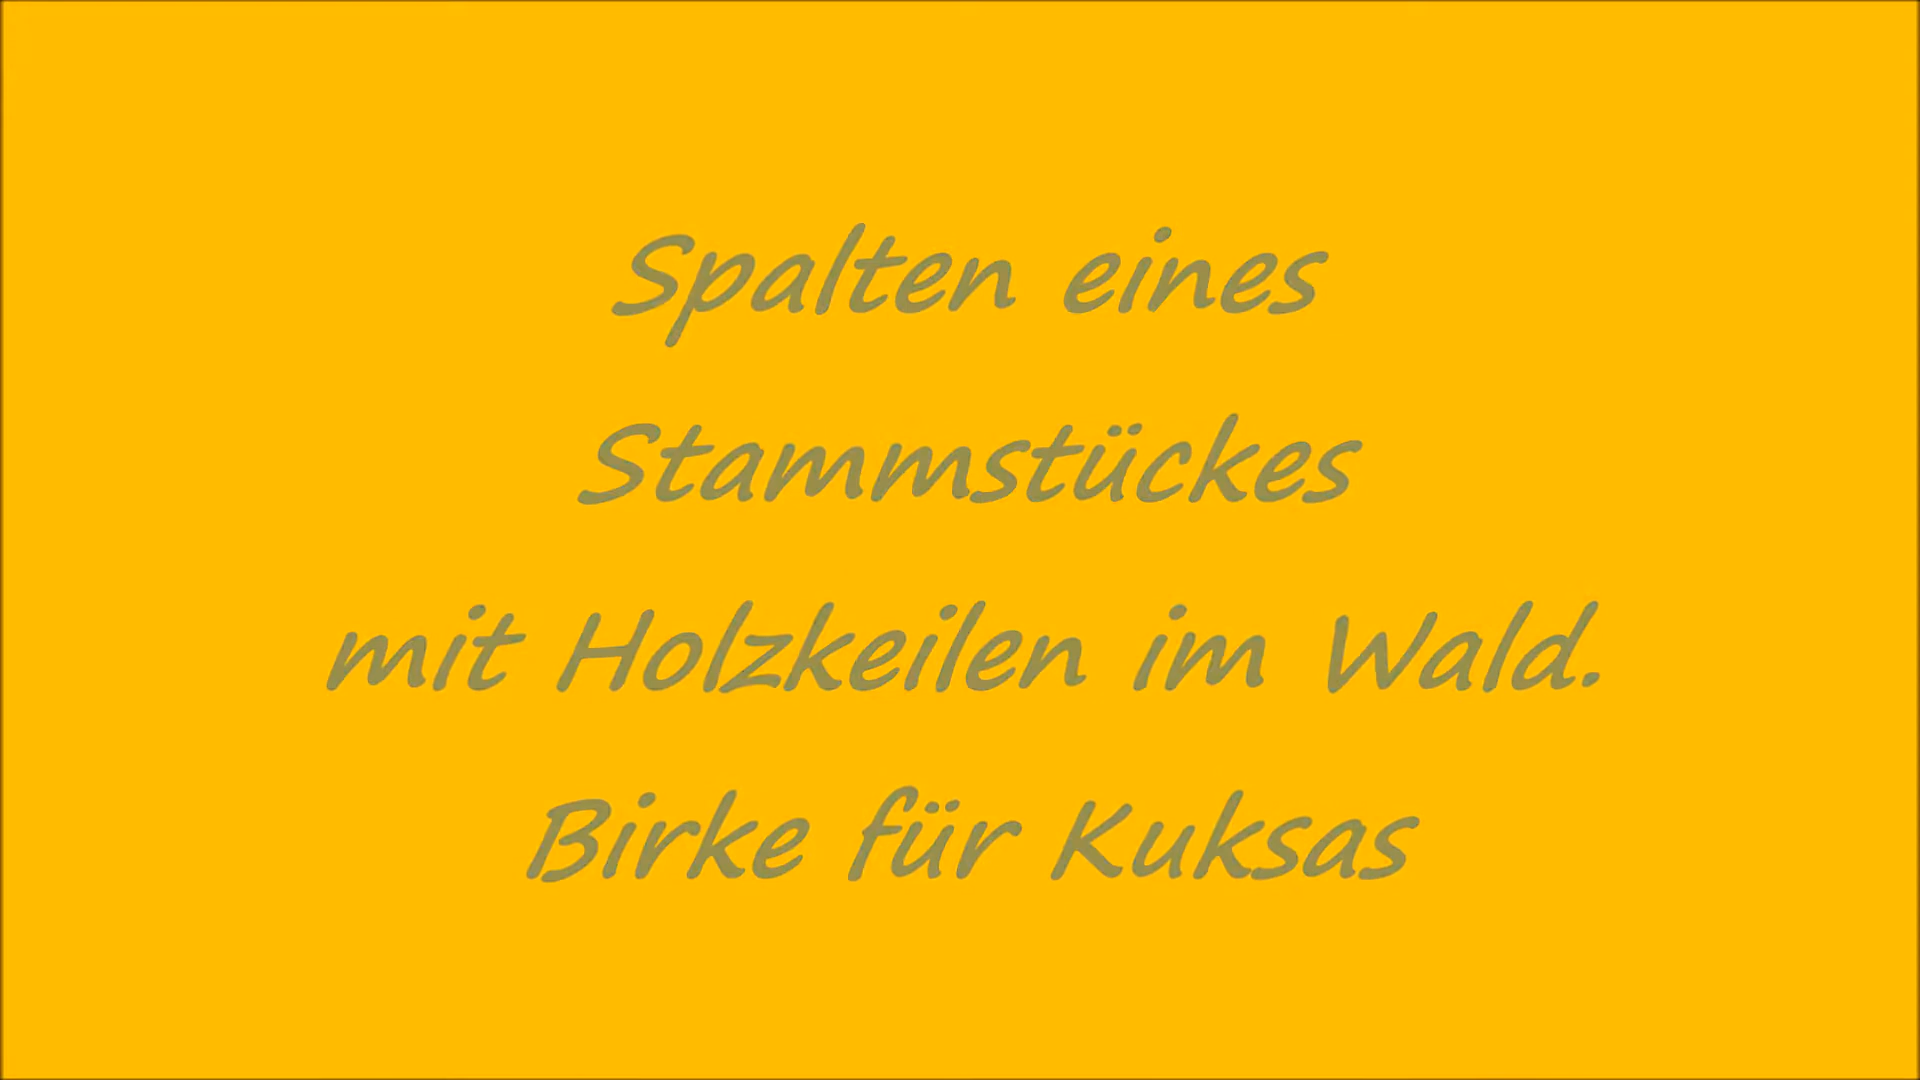 Spalten eines
Stammstückes
mit Holzkeilen im Wald.
Birke für Kuksas